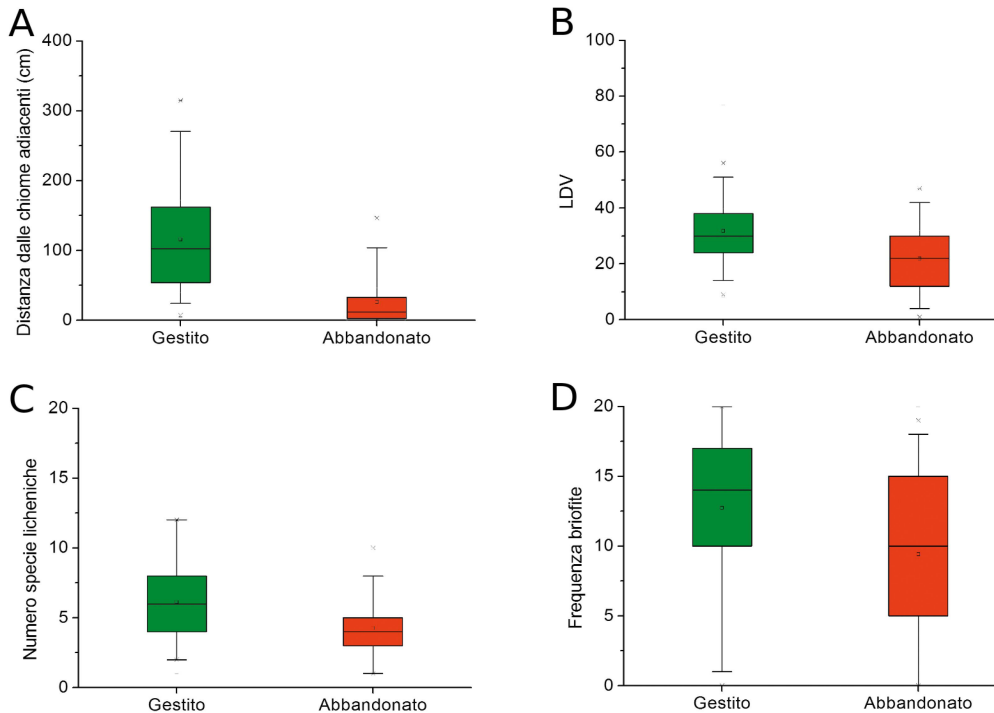 A
Distanza dalle chiome adiacenti (cm)
400
300
200
100
0
Gestito
Abbandonato
B
LDV
100
80
60
40
20
0
Gestito
Abbandonato
C
Numero specie licheniche
20
15
10
5
0
Gestito
Abbandonato
D
Frequenza briofite
20
15
10
5
0
Gestito
Abbandonato